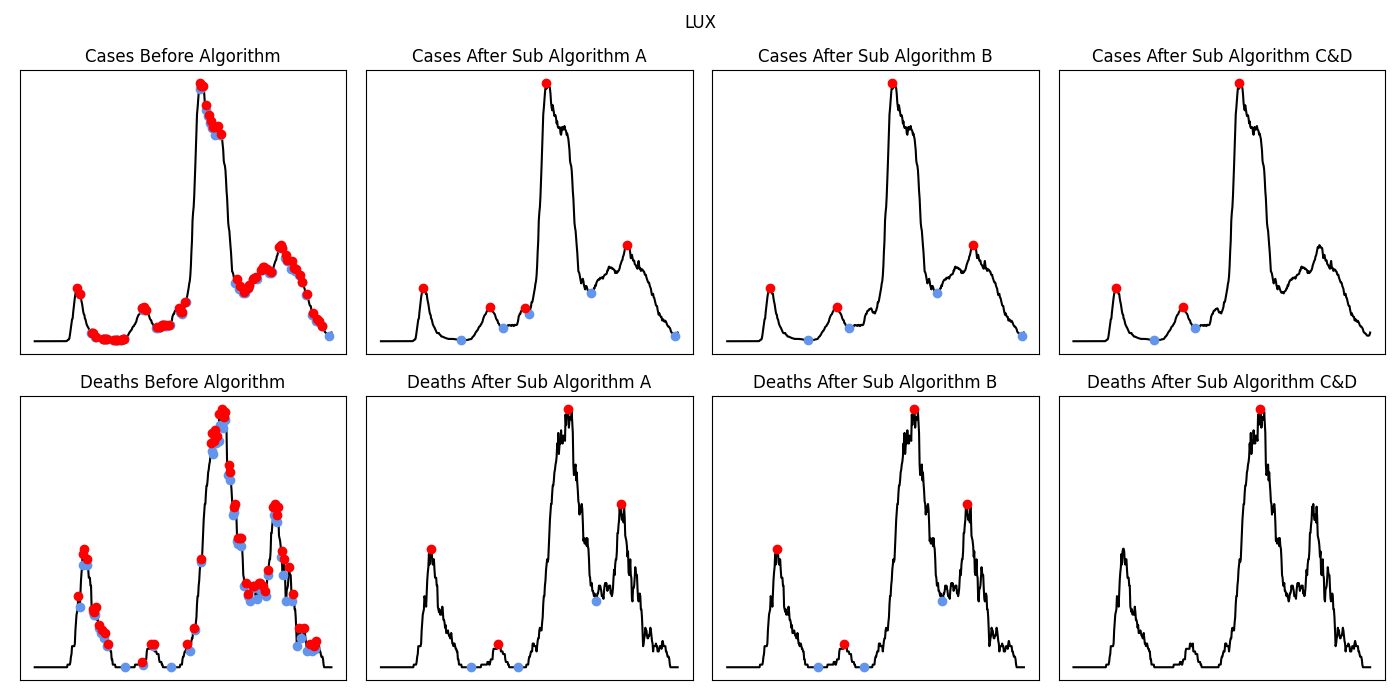 LUX
Cases Before Algorithm
Cases After Sub Algorithm A
Cases After Sub Algorithm B
Cases After Sub Algorithm C&D
Deaths Before Algorithm
Deaths After Sub Algorithm A
Deaths After Sub Algorithm B
Deaths After Sub Algorithm C&D